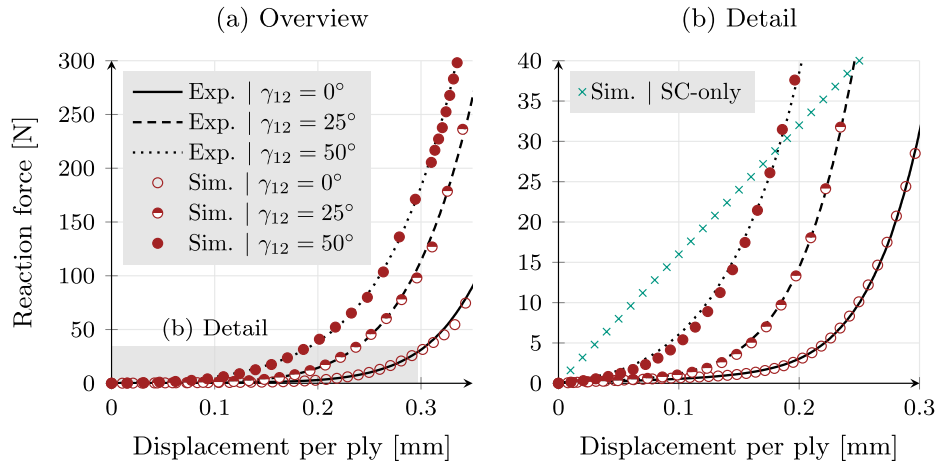 (a) Overview
(b) Detail
Reaction force [N]
300
250
200
150
100
50
0
Exp. | γ12 = 0°
Exp. | γ12 = 25°
Exp. | γ12 = 50°
Sim. | γ12 = 0°
Sim. | γ12 = 25°
Sim. | γ12 = 50°
(b) Detail
0
0.1
0.2
0.3
Displacement per ply [mm]
40
35
30
25
20
15
10
5
0
Sim. | SC-only
0
0.1
0.2
0.3
Displacement per ply [mm]